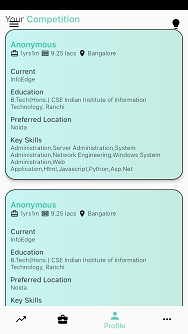 Your Competition
Anonymous
1yrs1m 9.25 lacs Bangalore
Current
InfoEdge
Education
B.Tech(Hons.) CSE Indian Institute of Information
Technology, Ranchi
Preferred Location
Noida
Key Skills
Administration,Server Administration,System
Administration,Network Engineering,Windows System
Administration,Web
Application,Html,Javascript,Python,Asp.Net
Anonymous
1yrs1m 9.25 lacs Bangalore
Current
InfoEdge
Education
B.Tech(Hons.) CSE Indian Institute of Information
Technology, Ranchi
Preferred Location
Noida
Key Skills
Profile